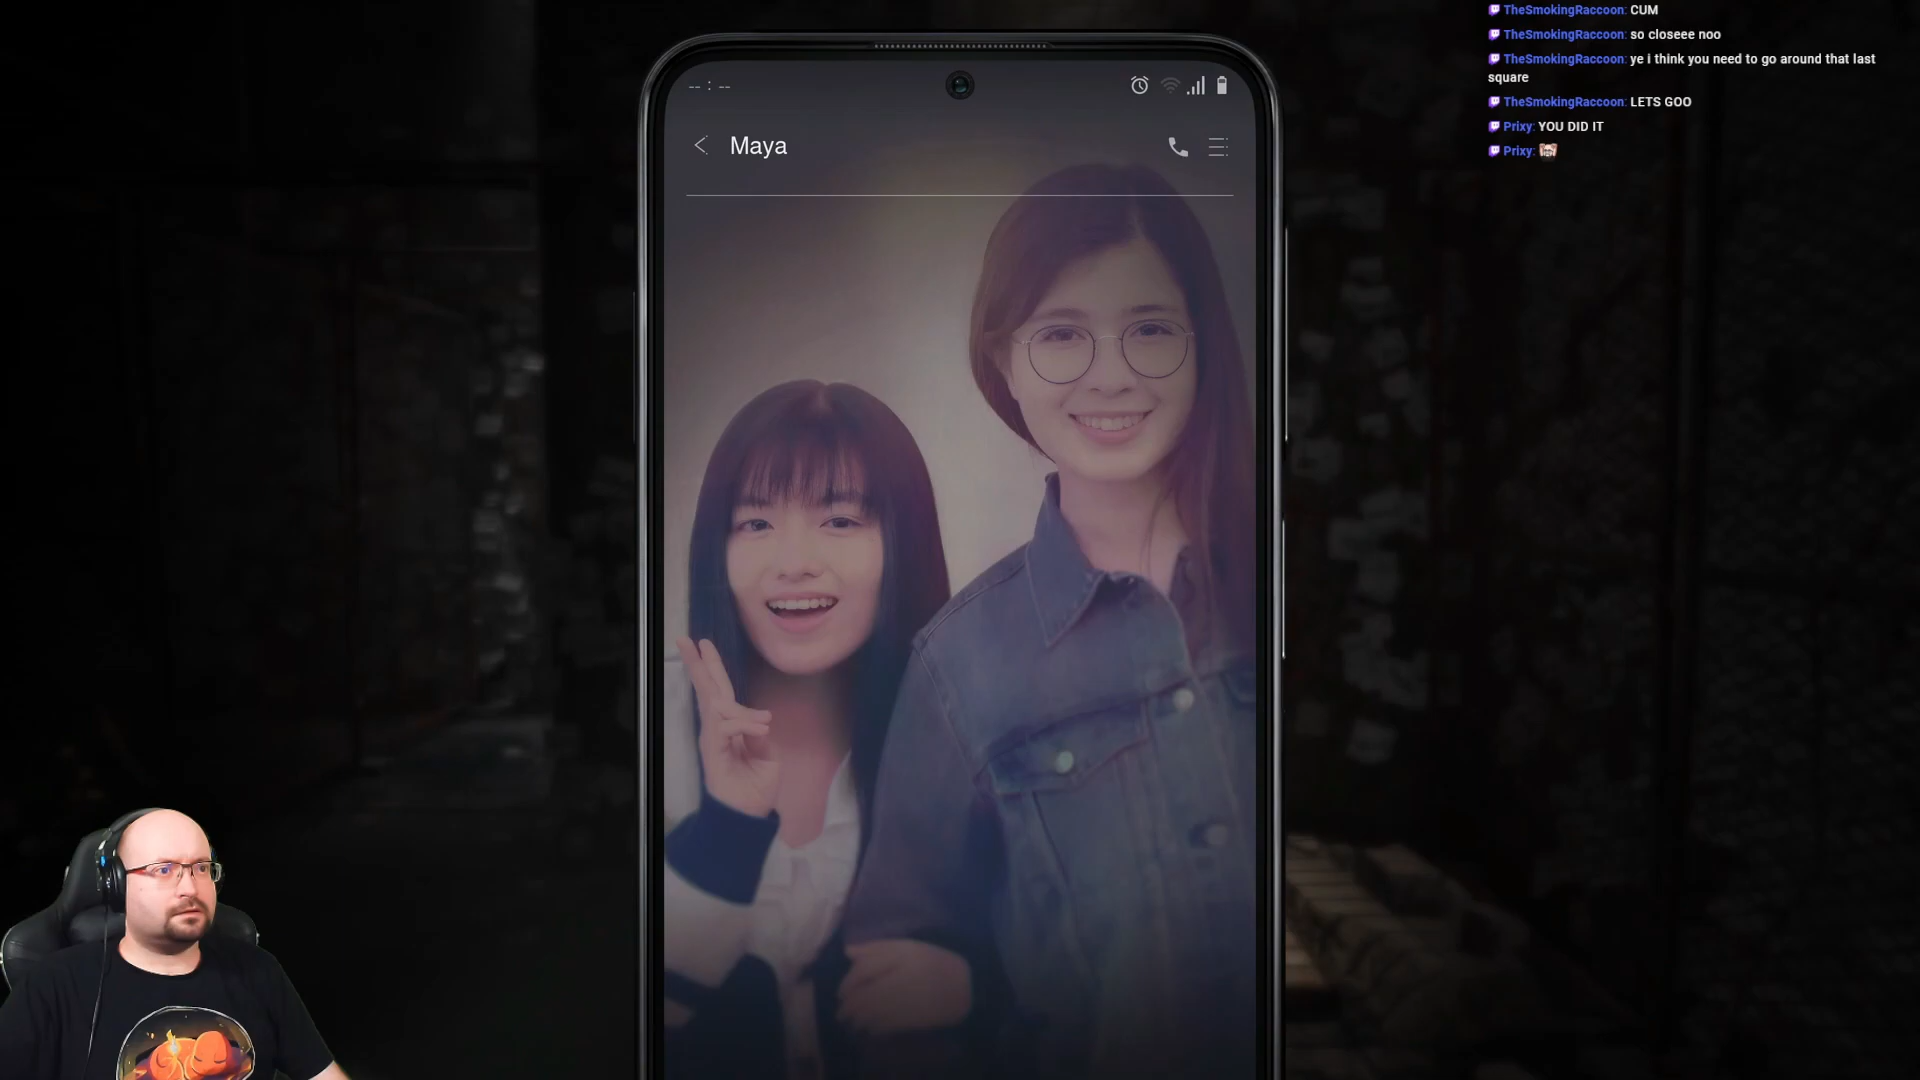 -- : --
Maya
TheSmokingRaccoon: CUM
TheSmokingRaccoon: so closeee noo
TheSmokingRaccoon: ye i think you need to go around that last
square
TheSmokingRaccoon: LETS GOO
Prixy: YOU DID IT
Prixy: